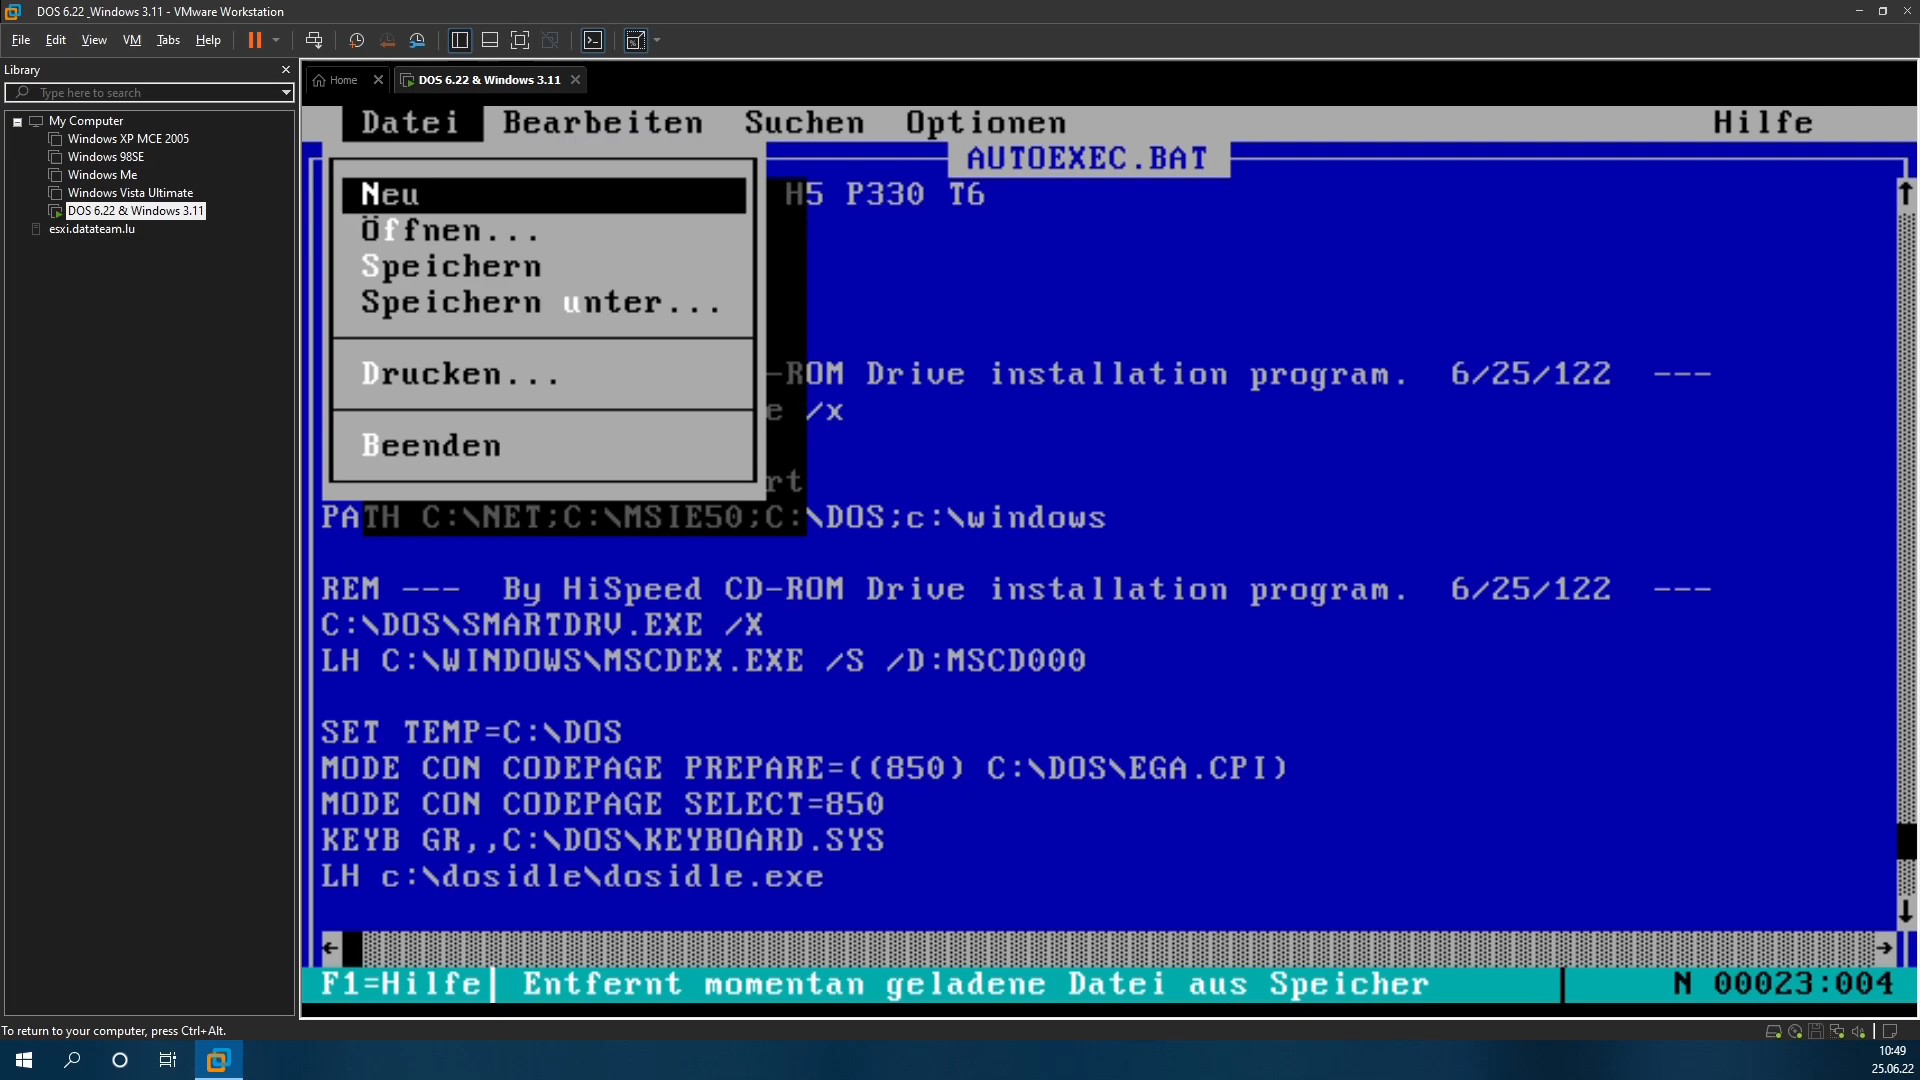 DOS 6.22 _Windows 3.11 - VMware Workstation
File Edit View VM Tabs Help
Library
Type here to search
My Computer
Windows XP MCE 2005
Windows 98SE
Windows Me
Windows Vista Ultimate
DOS 6.22 & Windows 3.11
esxi.datateam.lu
Home DOS 6.22 & Windows 3.11
Datei Bearbeiten Suchen Optionen Hilfe
AUTOEXEC.BAT
Neu
Öffnen...
Speichern
Speichern unter...
Drucken...
Beenden
H5 P330 T6
-ROM Drive installation program. 6/25/122 ---
e /x
rt
PATH C:\NET;C:\MSIE50;C:\DOS;c:\windows
REM --- By HiSpeed CD-ROM Drive installation program. 6/25/122 ---
C:\DOS\SMARTDRV.EXE /X
LH C:\WINDOWS\MSCDEX.EXE /S /D:MSCD000
SET TEMP=C:\DOS
MODE CON CODEPAGE PREPARE=((850) C:\DOS\EGA.CPI)
MODE CON CODEPAGE SELECT=850
KEYB GR,,C:\DOS\KEYBOARD.SYS
LH c:\dosidle\dosidle.exe
F1=Hilfe Entfernt momentan geladene Datei aus Speicher N 00023:004
To return to your computer, press Ctrl+Alt.
10:49
25.06.22